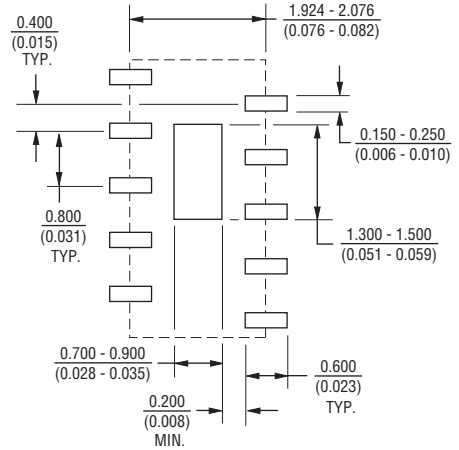 0.400
(0.015)
TYP.
1.924 - 2.076
(0.076 - 0.082)
0.150 - 0.250
(0.006 - 0.010)
0.800
(0.031)
TYP.
1.300 - 1.500
(0.051 - 0.059)
0.700 - 0.900
(0.028 - 0.035)
0.600
(0.023)
TYP.
0.200
(0.008)
MIN.